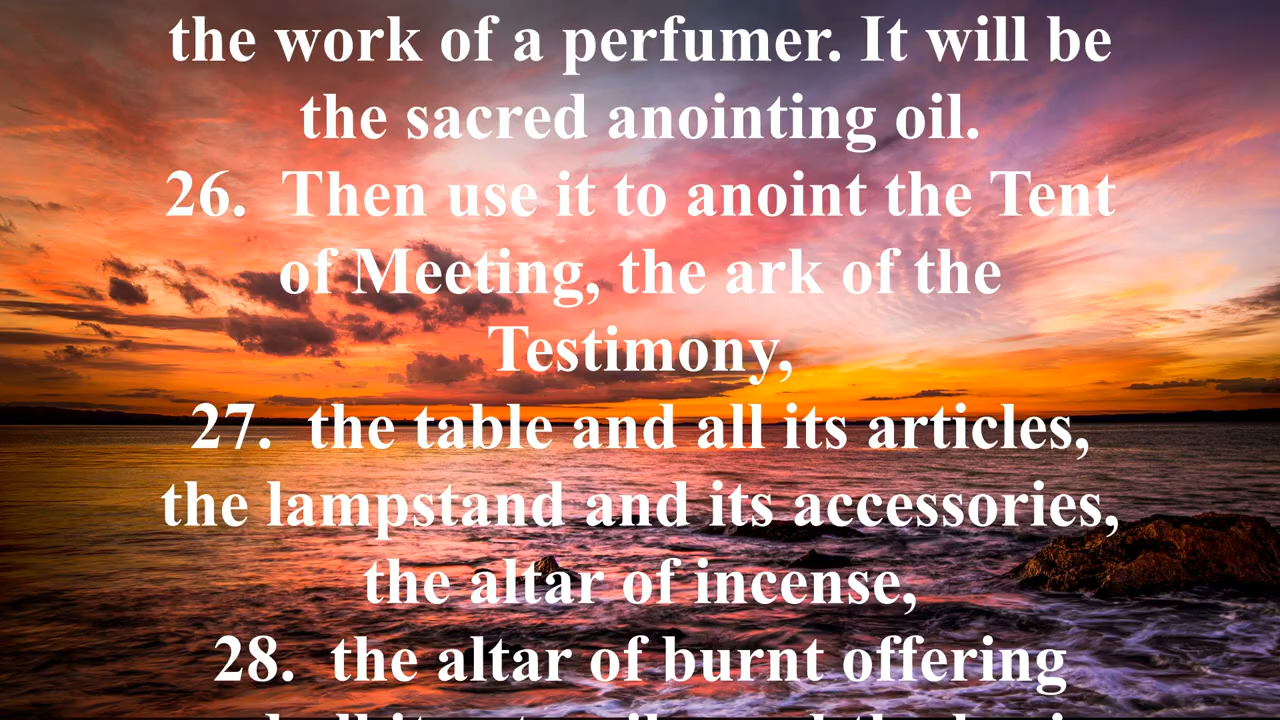 the work of a perfumer. It will be
the sacred anointing oil.
26.  Then use it to anoint the Tent
of Meeting, the ark of the
Testimony,
27.  the table and all its articles,
the lampstand and its accessories,
the altar of incense,
28.  the altar of burnt offering